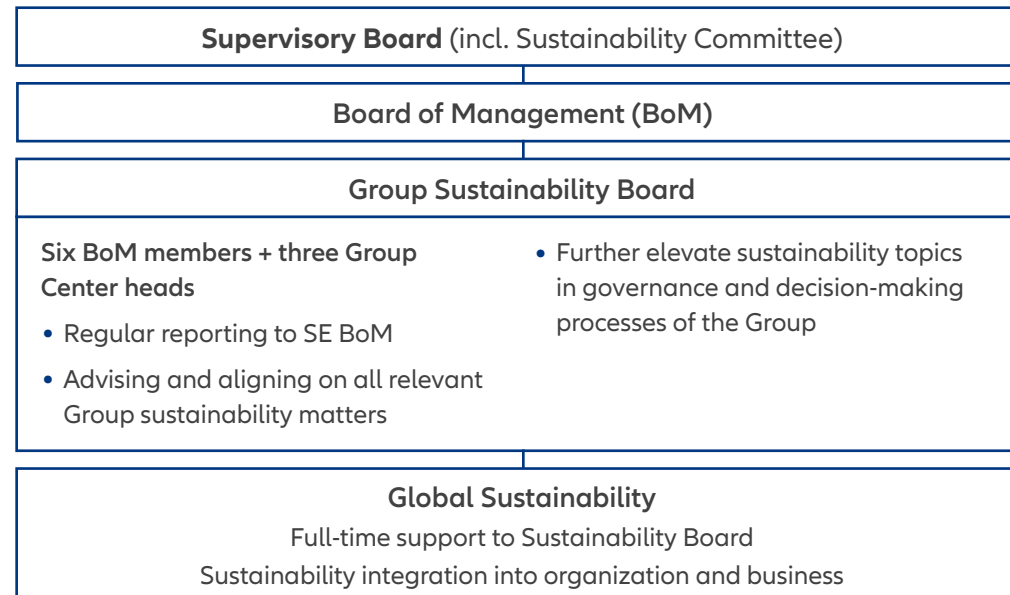 Supervisory Board (incl. Sustainability Committee)
Board of Management (BoM)
Group Sustainability Board
Six BoM members + three Group
Center heads
• Regular reporting to SE BoM
• Advising and aligning on all relevant
Group sustainability matters
• Further elevate sustainability topics
in governance and decision-making
processes of the Group
Global Sustainability
Full-time support to Sustainability Board
Sustainability integration into organization and business